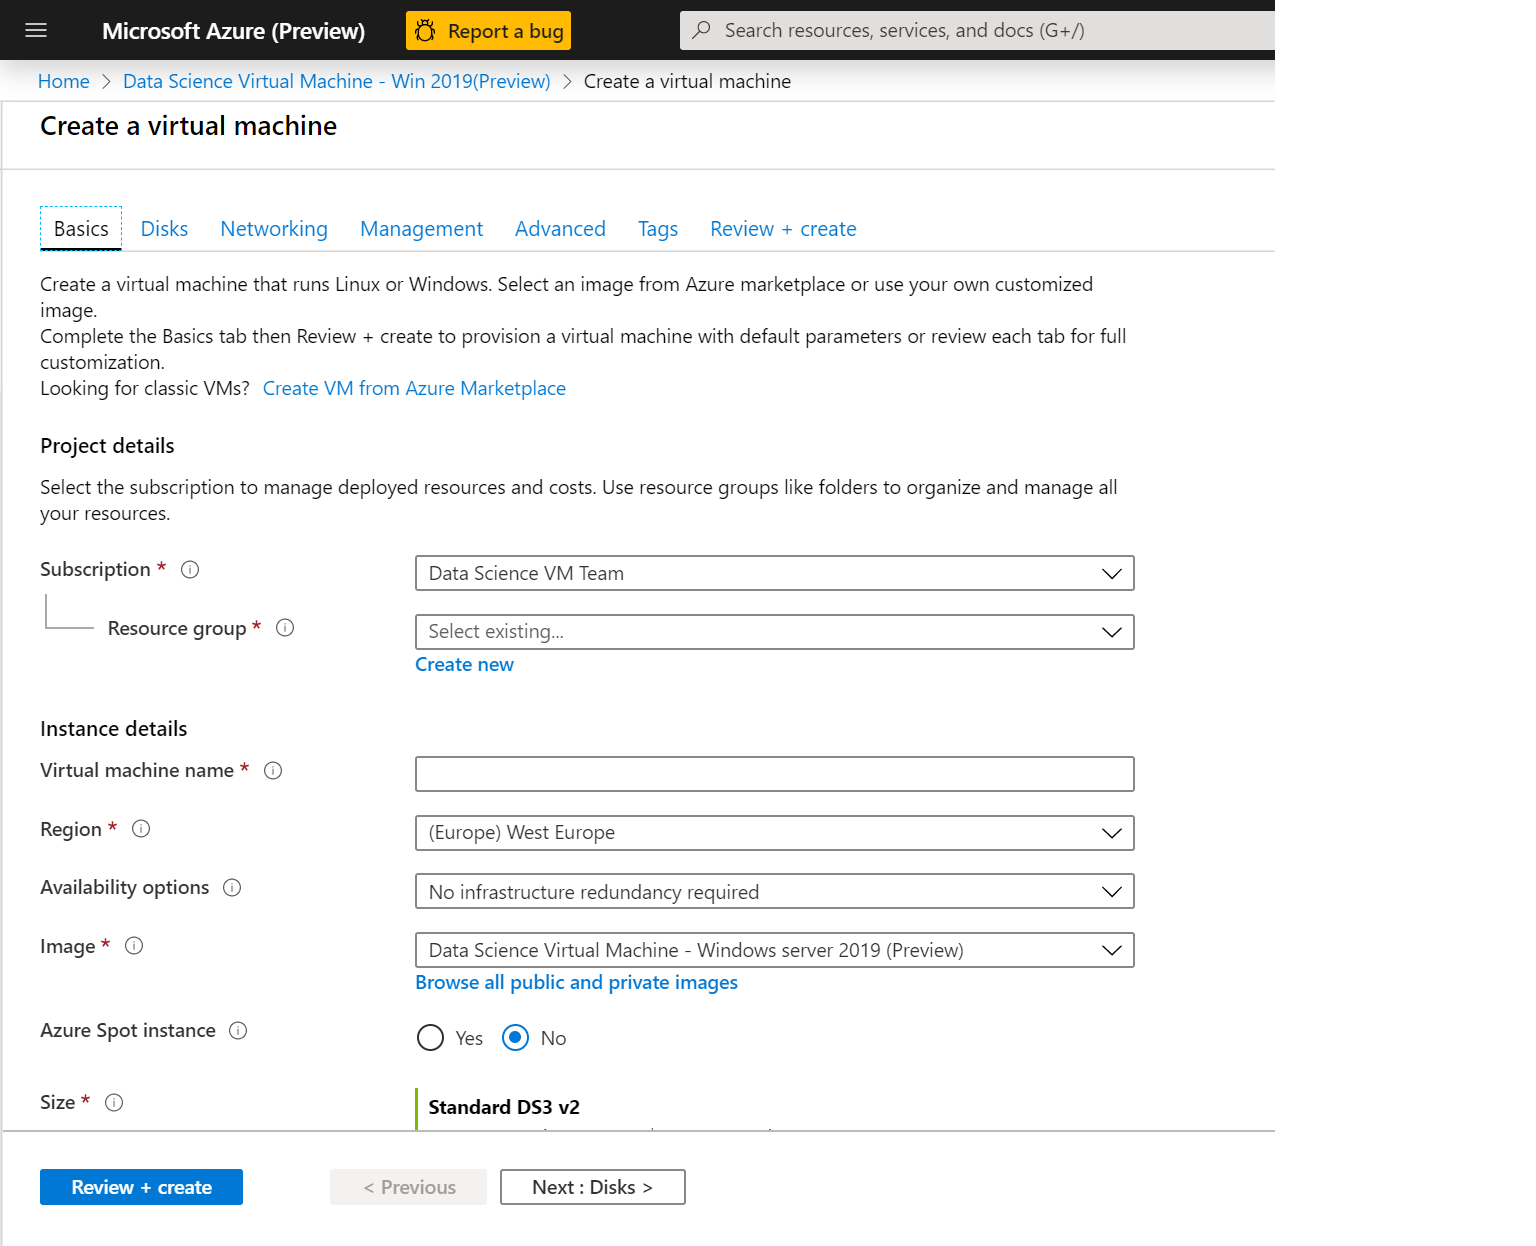 Microsoft Azure (Preview)
Report a bug
Search resources, services, and docs (G+/)
Home > Data Science Virtual Machine - Win 2019(Preview) > Create a virtual machine
Create a virtual machine
Basics Disks Networking Management Advanced Tags Review + create
Create a virtual machine that runs Linux or Windows. Select an image from Azure marketplace or use your own customized
image.
Complete the Basics tab then Review + create to provision a virtual machine with default parameters or review each tab for full
customization.
Looking for classic VMs? Create VM from Azure Marketplace
Project details
Select the subscription to manage deployed resources and costs. Use resource groups like folders to organize and manage all
your resources.
Subscription *
Data Science VM Team
Resource group *
Select existing...
Create new
Instance details
Virtual machine name *
Region *
(Europe) West Europe
Availability options
No infrastructure redundancy required
Image *
Data Science Virtual Machine - Windows server 2019 (Preview)
Browse all public and private images
Azure Spot instance
Yes No
Size *
Standard DS3 v2
Review + create
< Previous
Next : Disks >